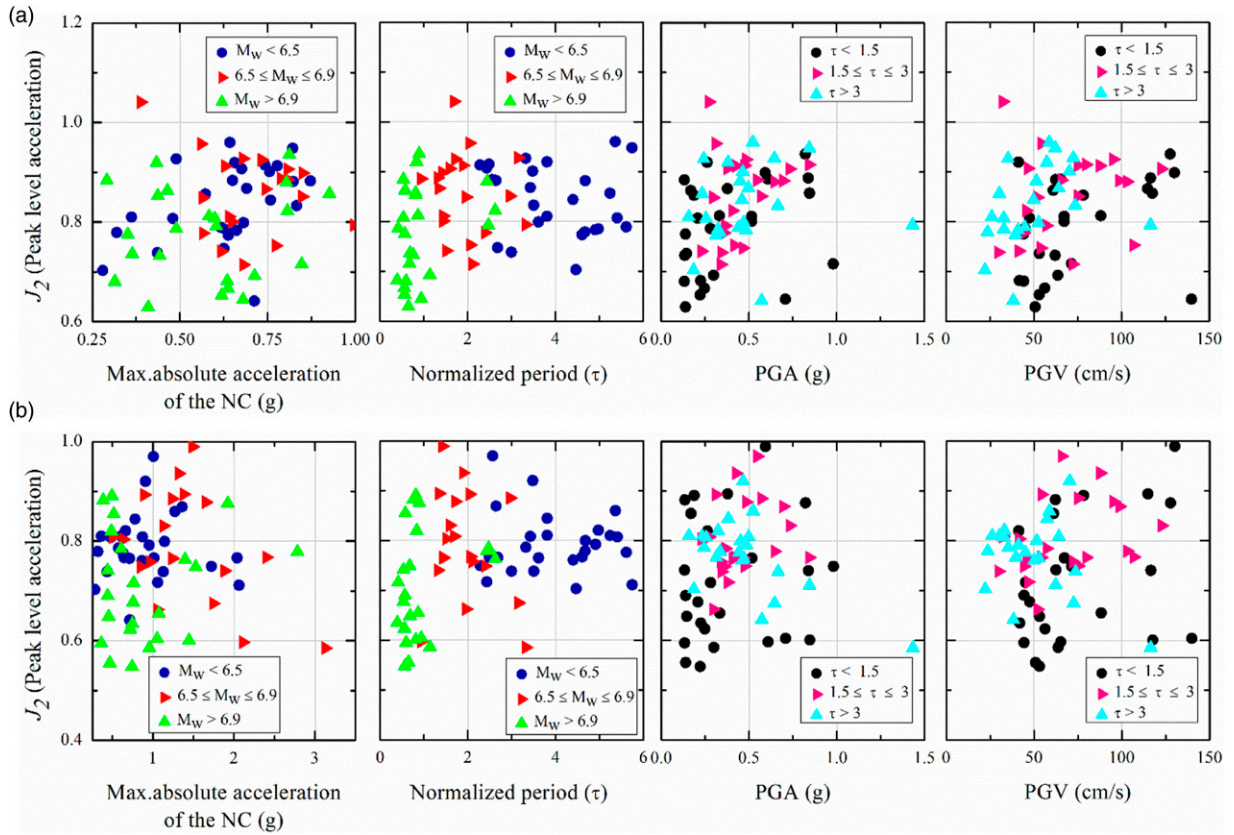 (a)
J2 (Peak level acceleration)
1.2
1.0
0.8
0.6
MW < 6.5
6.5 ≤ MW ≤ 6.9
MW > 6.9
0.25 0.50 0.75 1.00
Max.absolute acceleration
of the NC (g)
MW < 6.5
6.5 ≤ MW ≤ 6.9
MW > 6.9
0 1 2 3 4 5 6
Normalized period (τ)
τ < 1.5
1.5 ≤ τ ≤ 3
τ > 3
0.0 0.5 1.0 1.5
PGA (g)
τ < 1.5
1.5 ≤ τ ≤ 3
τ > 3
0 50 100 150
PGV (cm/s)
(b)
J2 (Peak level acceleration)
1.0
0.8
0.6
0.4
MW < 6.5
6.5 ≤ MW ≤ 6.9
MW > 6.9
1 2 3
Max.absolute acceleration
of the NC (g)
MW < 6.5
6.5 ≤ MW ≤ 6.9
MW > 6.9
0 1 2 3 4 5 6
Normalized period (τ)
τ < 1.5
1.5 ≤ τ ≤ 3
τ > 3
0.0 0.5 1.0 1.5
PGA (g)
τ < 1.5
1.5 ≤ τ ≤ 3
τ > 3
0 50 100 150
PGV (cm/s)